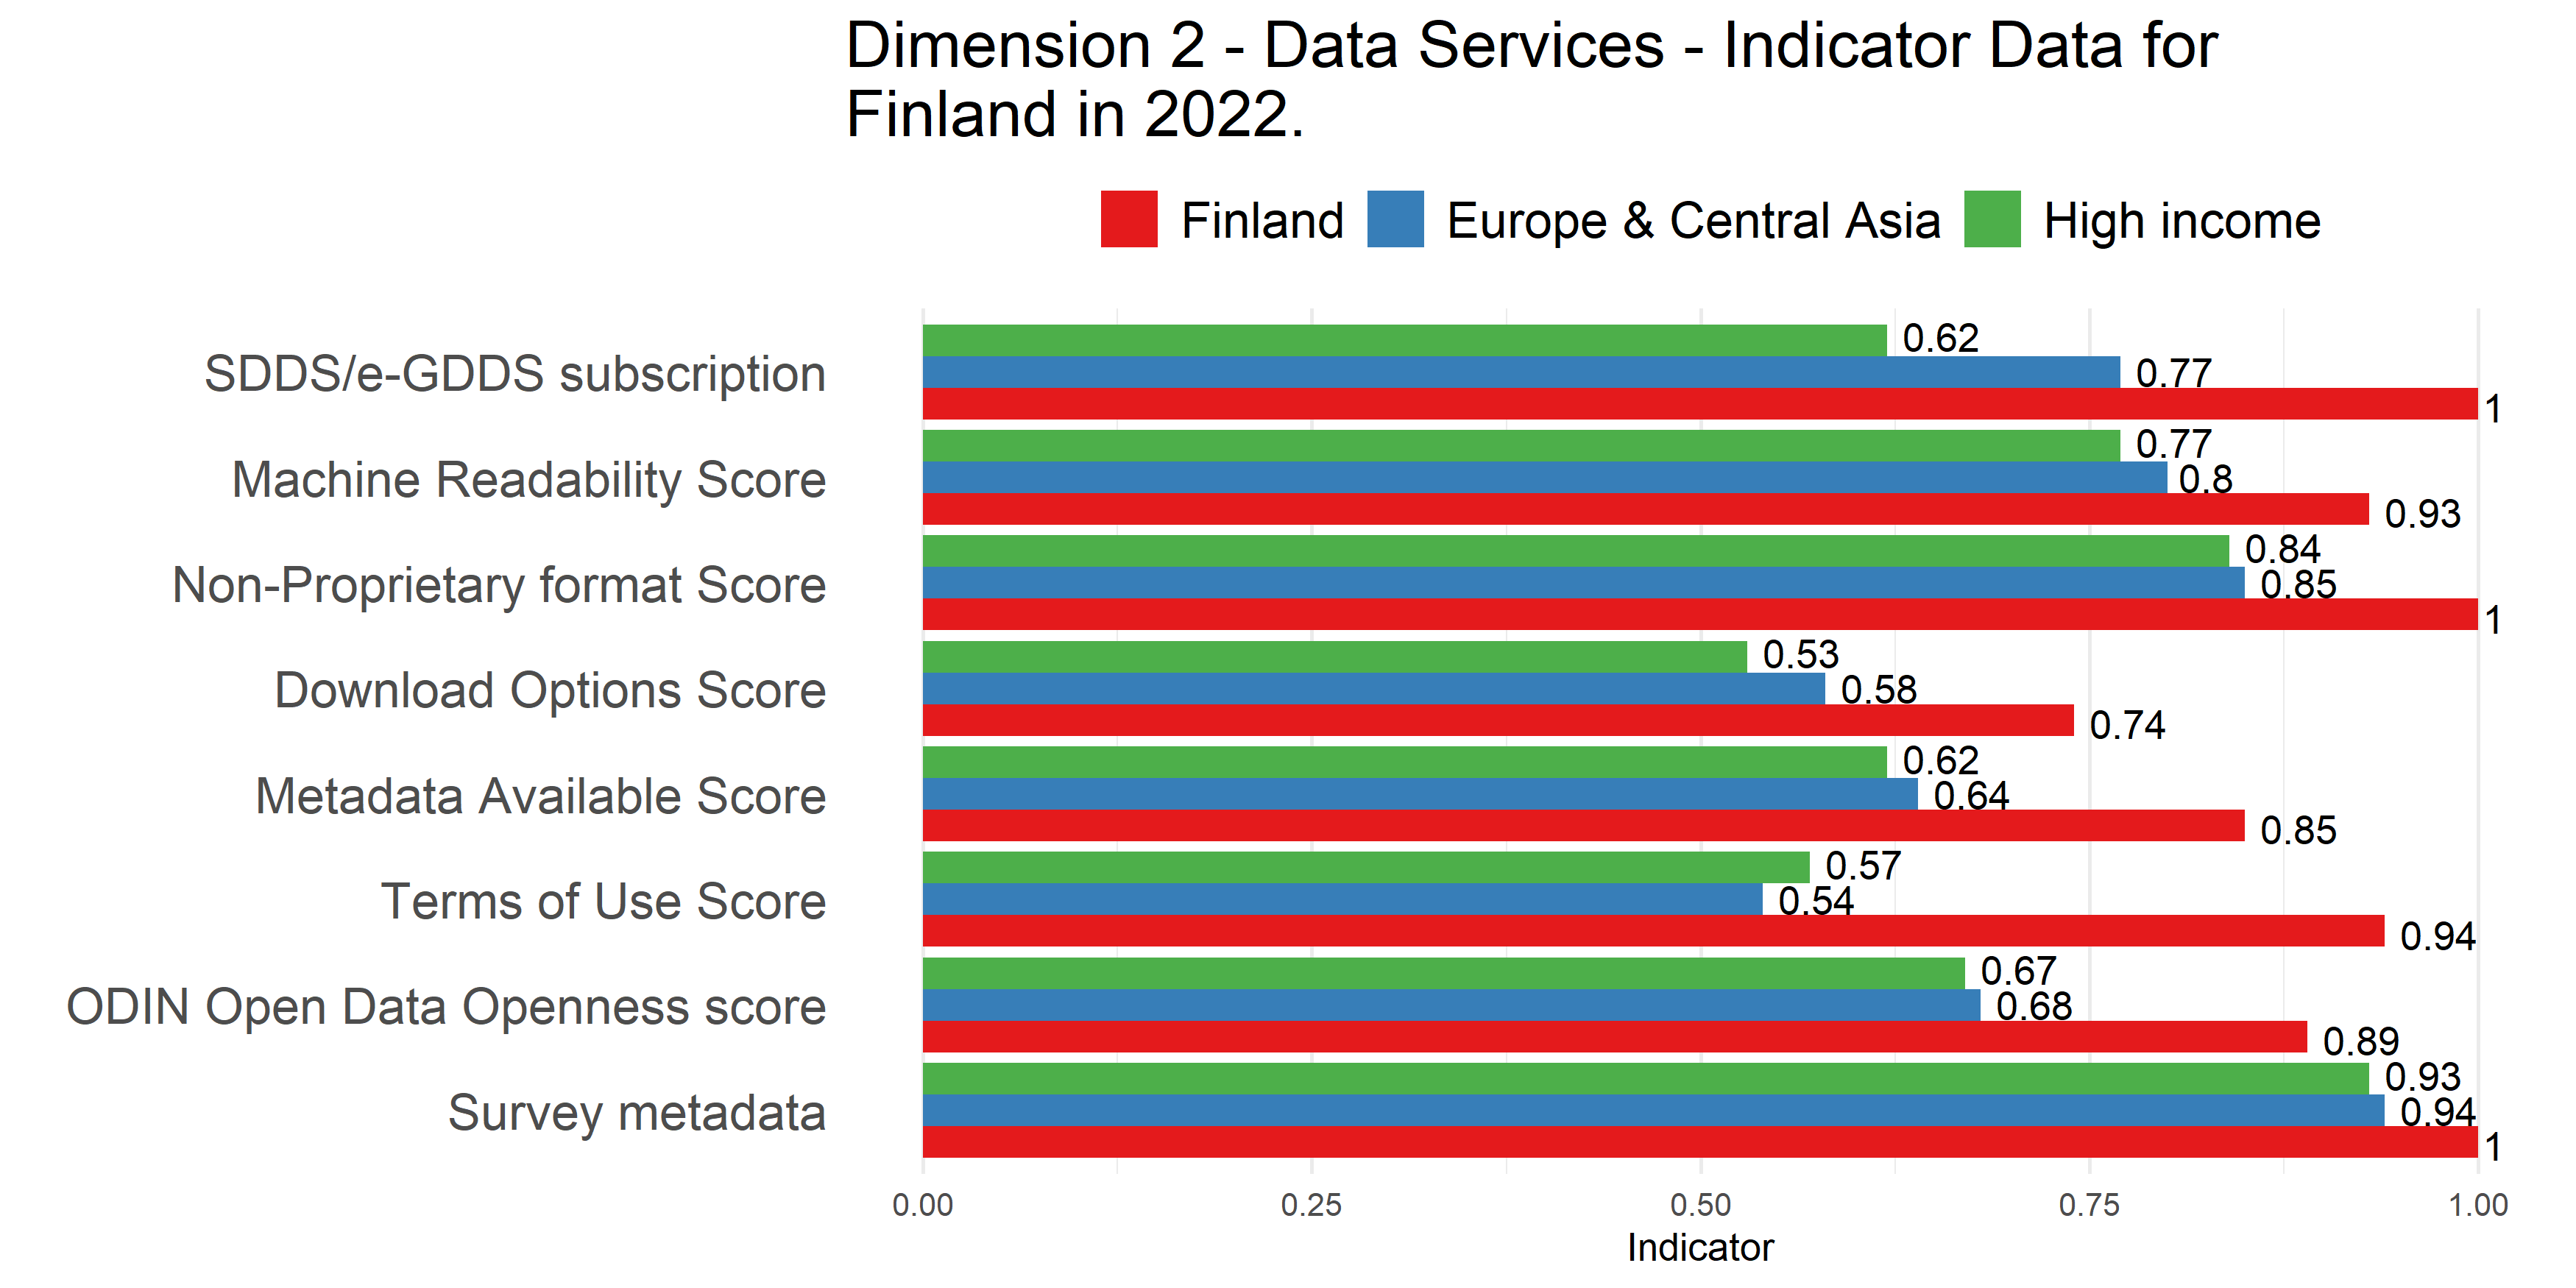 Dimension 2 - Data Services - Indicator Data for
Finland in 2022.
Finland Europe & Central Asia High income
SDDS/e-GDDS subscription
0.62
0.77
1
Machine Readability Score
0.77
0.8
0.93
Non-Proprietary format Score
0.84
0.85
1
Download Options Score
0.53
0.58
0.74
Metadata Available Score
0.62
0.64
0.85
Terms of Use Score
0.57
0.54
0.94
ODIN Open Data Openness score
0.67
0.68
0.89
Survey metadata
0.93
0.94
1
0.00 0.25 0.50 0.75 1.00
Indicator